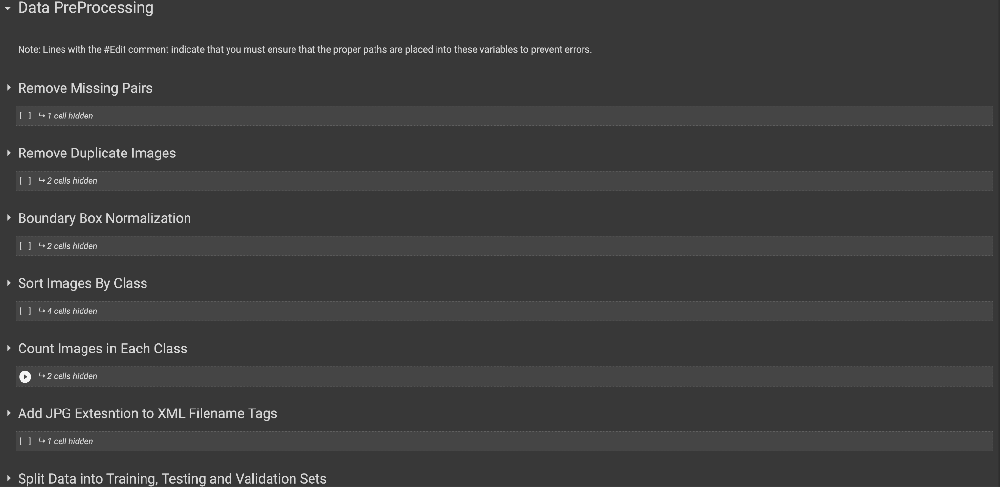 Data PreProcessing
Note: Lines with the #Edit comment indicate that you must ensure that the proper paths are placed into these variables to prevent errors.
Remove Missing Pairs
[ ] ↳ 1 cell hidden
Remove Duplicate Images
[ ] ↳ 2 cells hidden
Boundary Box Normalization
[ ] ↳ 2 cells hidden
Sort Images By Class
[ ] ↳ 4 cells hidden
Count Images in Each Class
↳ 2 cells hidden
Add JPG Extesntion to XML Filename Tags
[ ] ↳ 1 cell hidden
Split Data into Training, Testing and Validation Sets